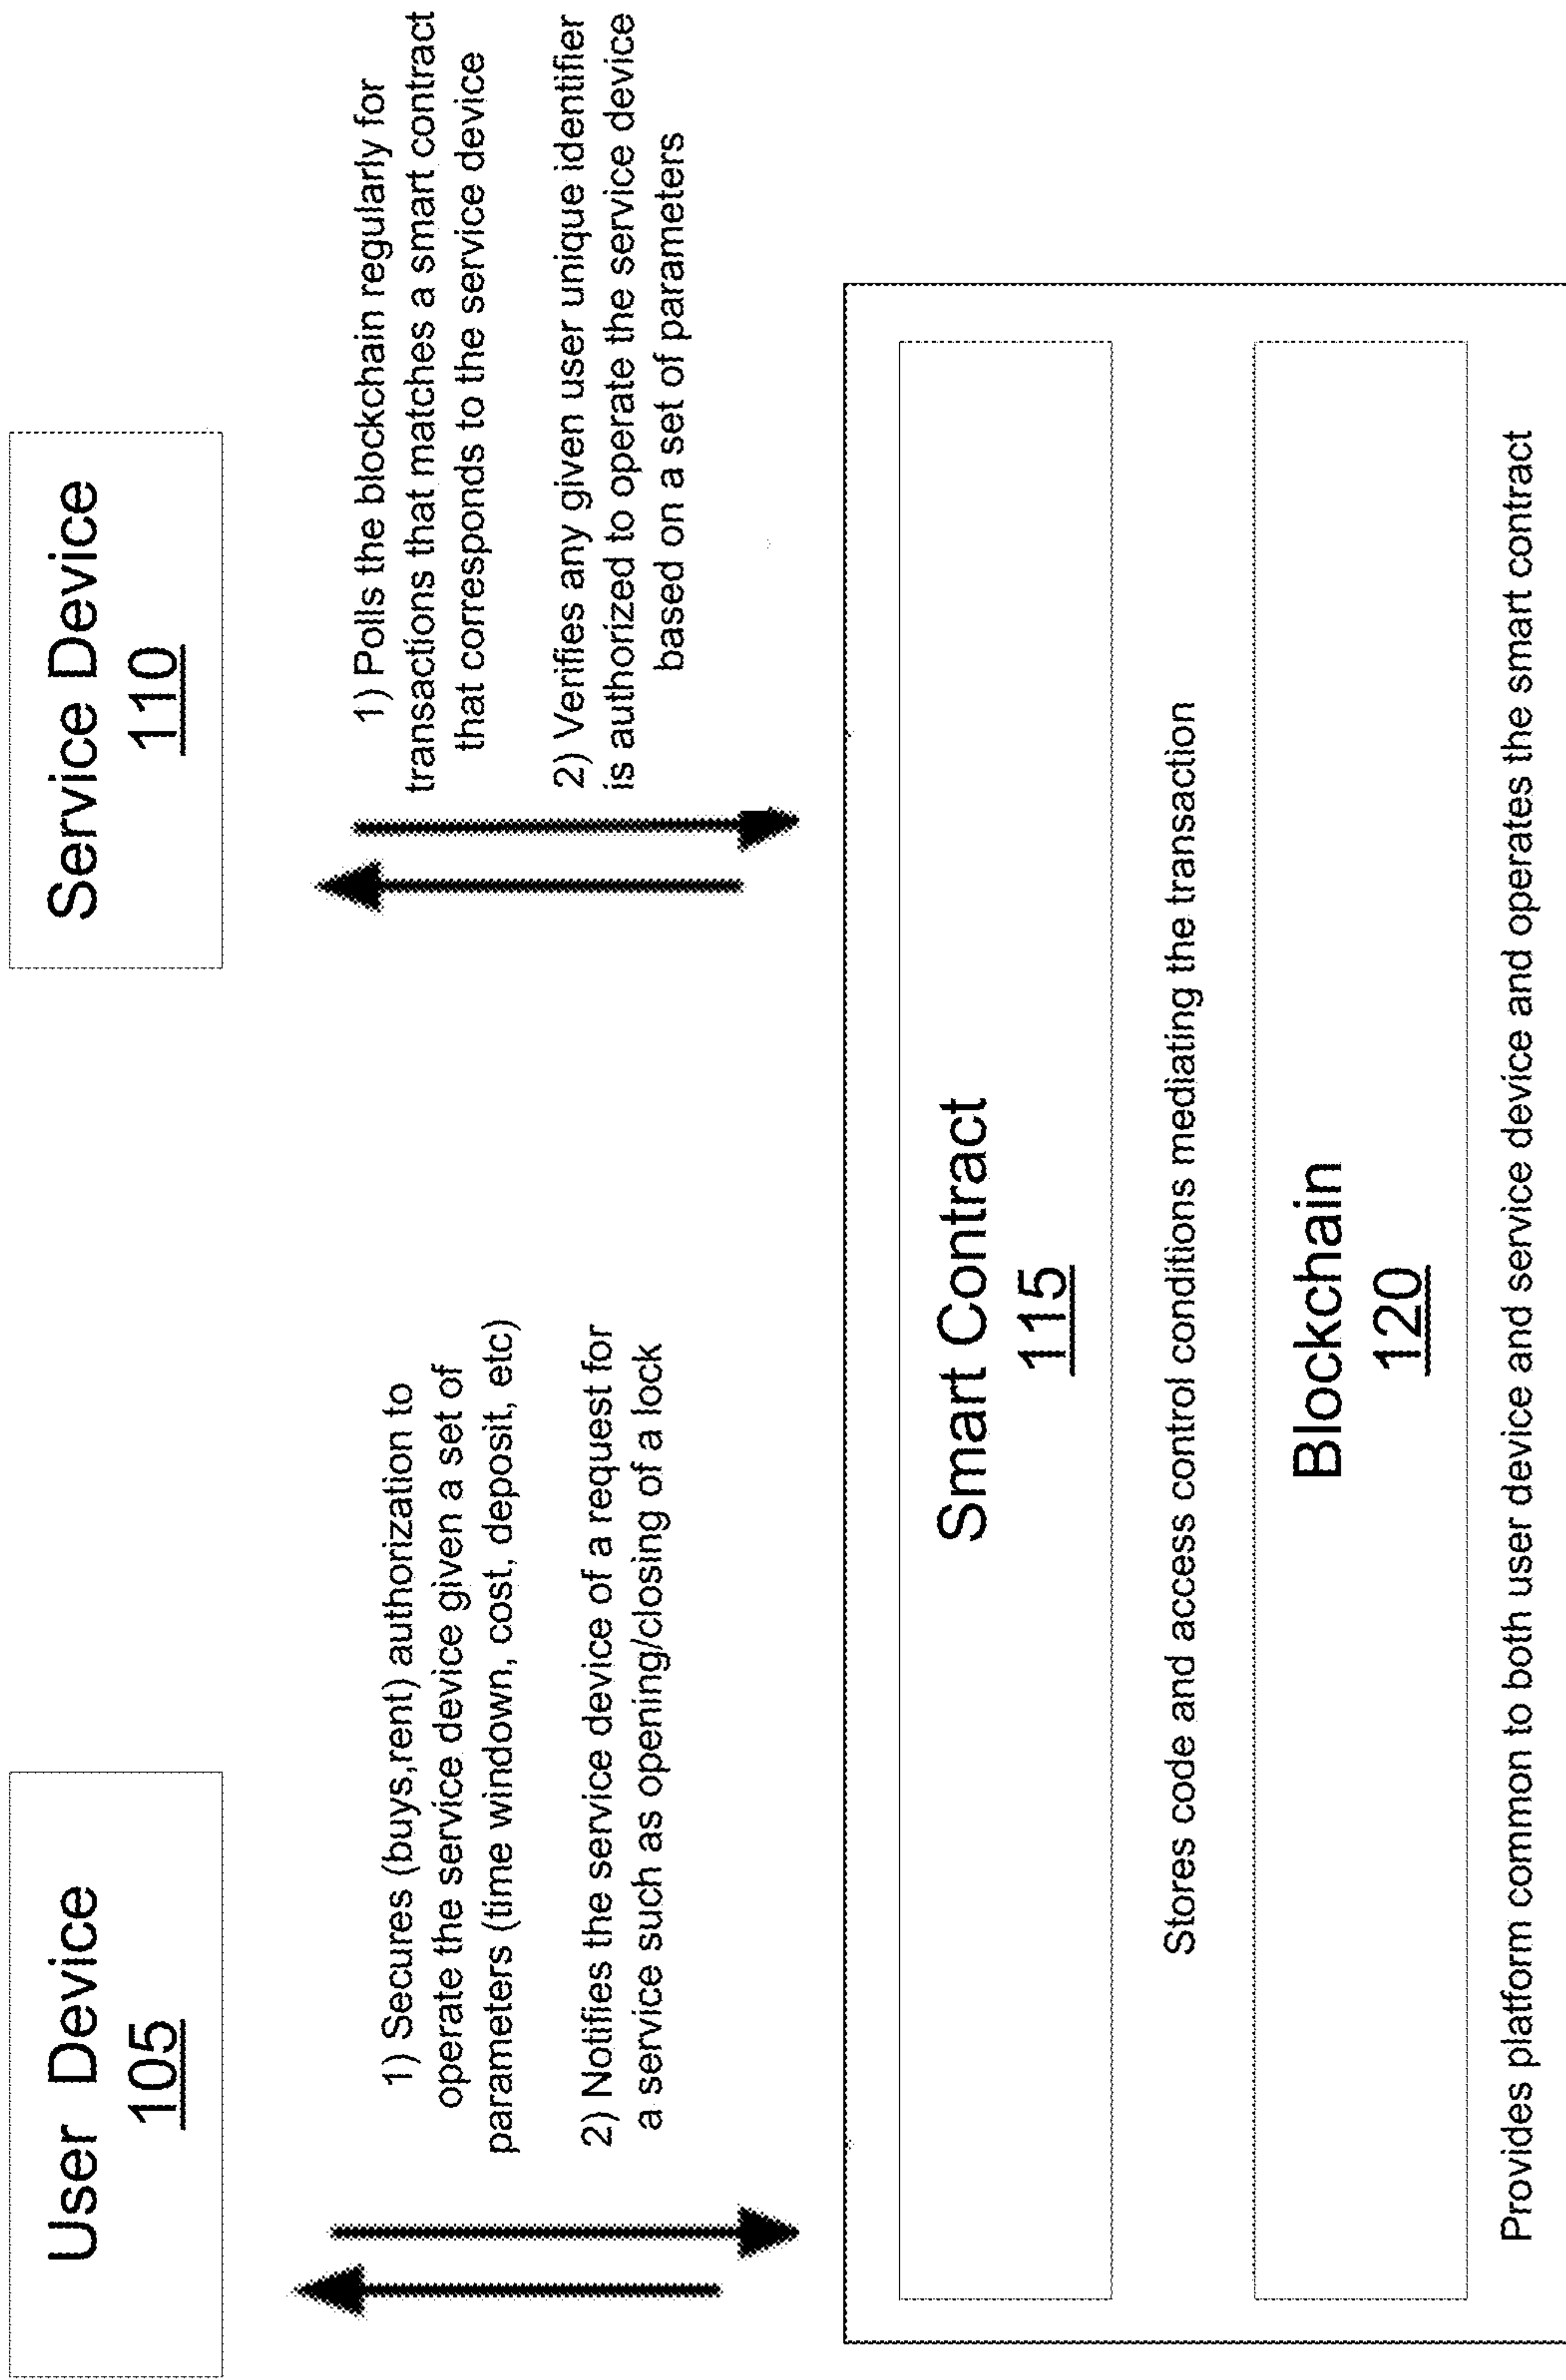 User Device
105
Service Device
110
1) Secures (buys,rent) authorization to
operate the service device given a set of
parameters (time windown, cost, deposit, etc)
2) Notifies the service device of a request for
a service such as opening/closing of a lock
1) Polls the blockchain regularly for
transactions that matches a smart contract
that corresponds to the service device
2) Verifies any given user unique identifier
is authorized to operate the service device
based on a set of parameters
Smart Contract
115
Stores code and access control conditions mediating the transaction
Blockchain
120
Provides platform common to both user device and service device and operates the smart contract